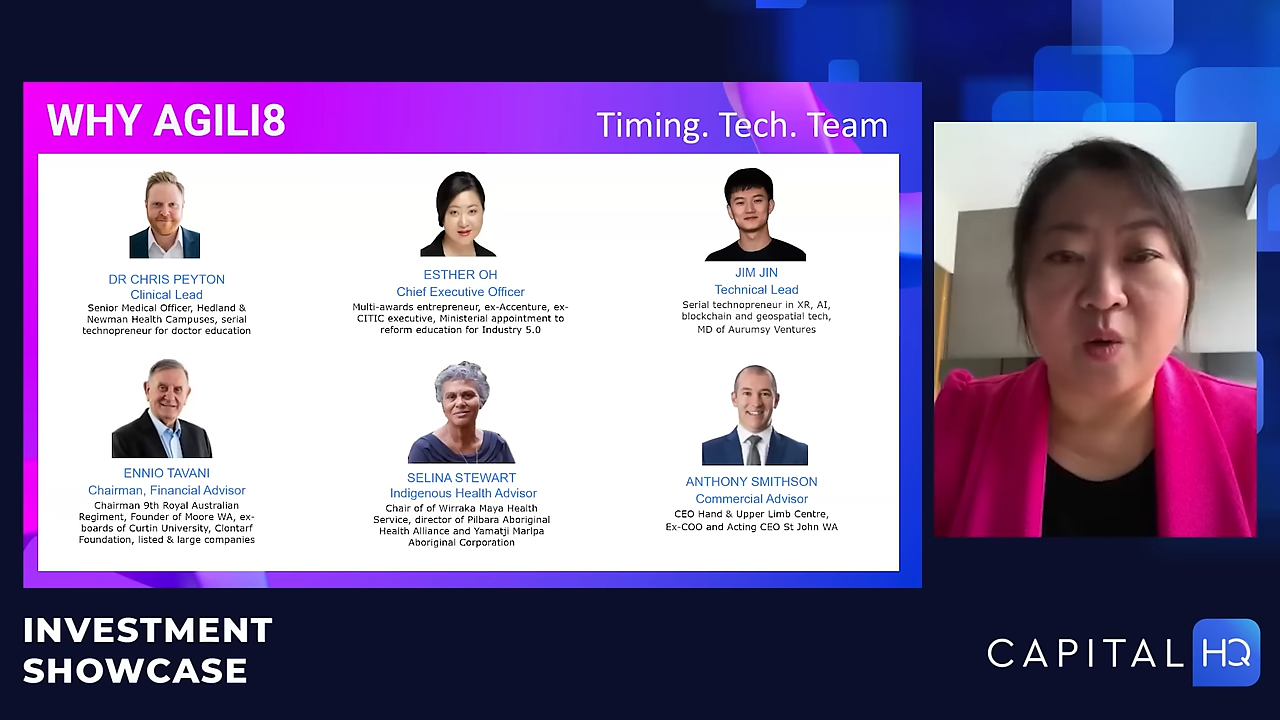 WHY AGILI8
Timing. Tech. Team
DR CHRIS PEYTON
Clinical Lead
Senior Medical Officer, Hedland &
Newman Health Campuses, serial
technopreneur for doctor education
ESTHER OH
Chief Executive Officer
Multi-awards entrepreneur, ex-Accenture, ex-
CITIC executive, Ministerial appointment to
reform education for Industry 5.0
JIM JIN
Technical Lead
Serial technopreneur in XR, AI,
blockchain and geospatial tech,
MD of Aurumsy Ventures
ENNIO TAVANI
Chairman, Financial Advisor
Chairman 9th Royal Australian
Regiment, Founder of Moore WA, ex-
boards of Curtin University, Clontarf
Foundation, listed & large companies
SELINA STEWART
Indigenous Health Advisor
Chair of of Wirraka Maya Health
Service, director of Pilbara Aboriginal
Health Alliance and Yamatji Marlpa
Aboriginal Corporation
ANTHONY SMITHSON
Commercial Advisor
CEO Hand & Upper Limb Centre,
Ex-COO and Acting CEO St John WA
INVESTMENT
SHOWCASE
CAPITAL HQ